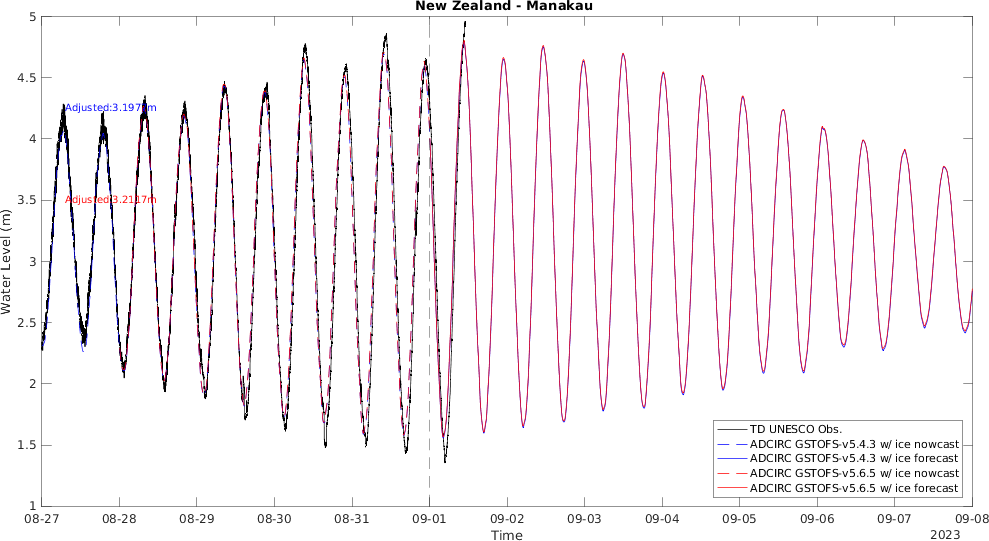 New Zealand - Manakau
Water Level (m)
5
4.5
4
3.5
3
2.5
2
1.5
1
Adjusted:3.197
m
Adjusted:3.2117m
TD UNESCO Obs.
ADCIRC GSTOFS-v5.4.3 w/ ice nowcast
ADCIRC GSTOFS-v5.4.3 w/ ice forecast
ADCIRC GSTOFS-v5.6.5 w/ ice nowcast
ADCIRC GSTOFS-v5.6.5 w/ ice forecast
08-27 08-28 08-29 08-30 08-31 09-01 09-02 09-03 09-04 09-05 09-06 09-07 09-08
Time
2023